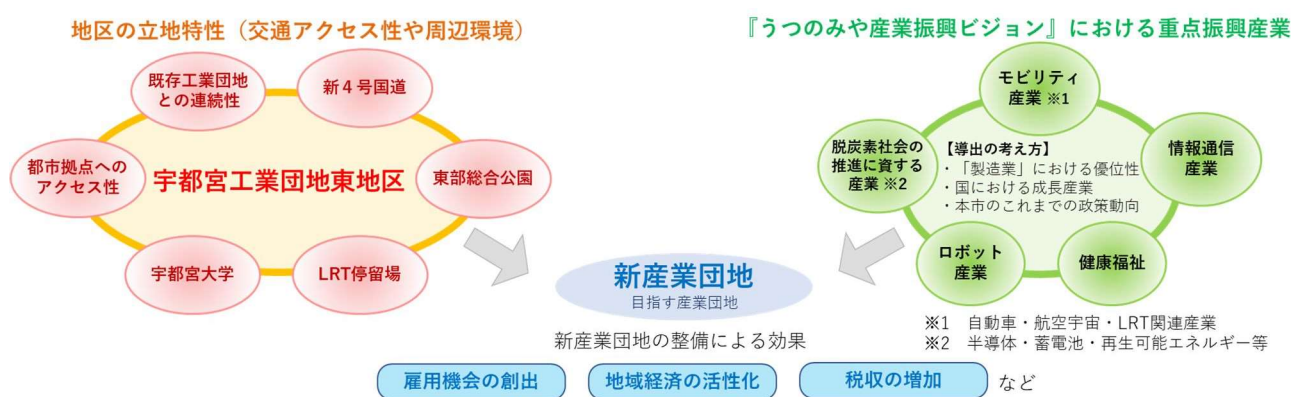 地区の立地特性（交通アクセス性や周辺環境）
既存工業団地
との連続性
新４号国道
都市拠点への
アクセス性
宇都宮工業団地東地区
東部総合公園
宇都宮大学
LRT停留場
『うつのみや産業振興ビジョン』における重点振興産業
モビリティ
産業 ※1
脱炭素社会の
推進に資する
産業 ※2
【導出の考え方】
・「製造業」における優位性
・国における成長産業
・本市のこれまでの政策動向
情報通信
産業
ロボット
産業
健康福祉
新産業団地
目指す産業団地
※1　自動車・航空宇宙・LRT関連産業
※2　半導体・蓄電池・再生可能エネルギー等
新産業団地の整備による効果
雇用機会の創出
地域経済の活性化
税収の増加
など